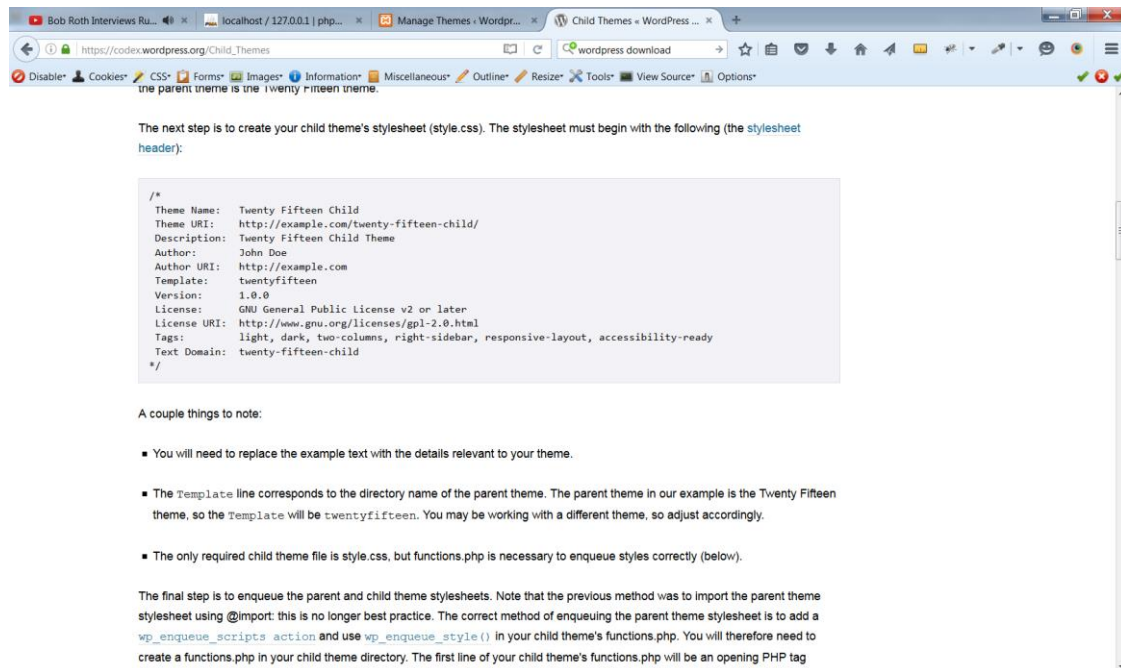 Bob Roth Interviews Ru...
localhost / 127.0.0.1 | php...
Manage Themes ‹ Wordpr...
Child Themes « WordPress ...
https://codex.wordpress.org/Child_Themes
wordpress download
Disable Cookies CSS Forms Images Information Miscellaneous Outline Resize Tools View Source Options
the parent theme is the Twenty Fifteen theme.
The next step is to create your child theme's stylesheet (style.css). The stylesheet must begin with the following (the stylesheet
header):
/*
Theme Name: Twenty Fifteen Child
Theme URI: http://example.com/twenty-fifteen-child/
Description: Twenty Fifteen Child Theme
Author: John Doe
Author URI: http://example.com
Template: twentyfifteen
Version: 1.0.0
License: GNU General Public License v2 or later
License URI: http://www.gnu.org/licenses/gpl-2.0.html
Tags: light, dark, two-columns, right-sidebar, responsive-layout, accessibility-ready
Text Domain: twenty-fifteen-child
*/
A couple things to note:
■ You will need to replace the example text with the details relevant to your theme.
■ The Template line corresponds to the directory name of the parent theme. The parent theme in our example is the Twenty Fifteen
theme, so the Template will be twentyfifteen. You may be working with a different theme, so adjust accordingly.
■ The only required child theme file is style.css, but functions.php is necessary to enqueue styles correctly (below).
The final step is to enqueue the parent and child theme stylesheets. Note that the previous method was to import the parent theme
stylesheet using @import: this is no longer best practice. The correct method of enqueuing the parent theme stylesheet is to add a
wp_enqueue_scripts action and use wp_enqueue_style() in your child theme's functions.php. You will therefore need to
create a functions.php in your child theme directory. The first line of your child theme's functions.php will be an opening PHP tag